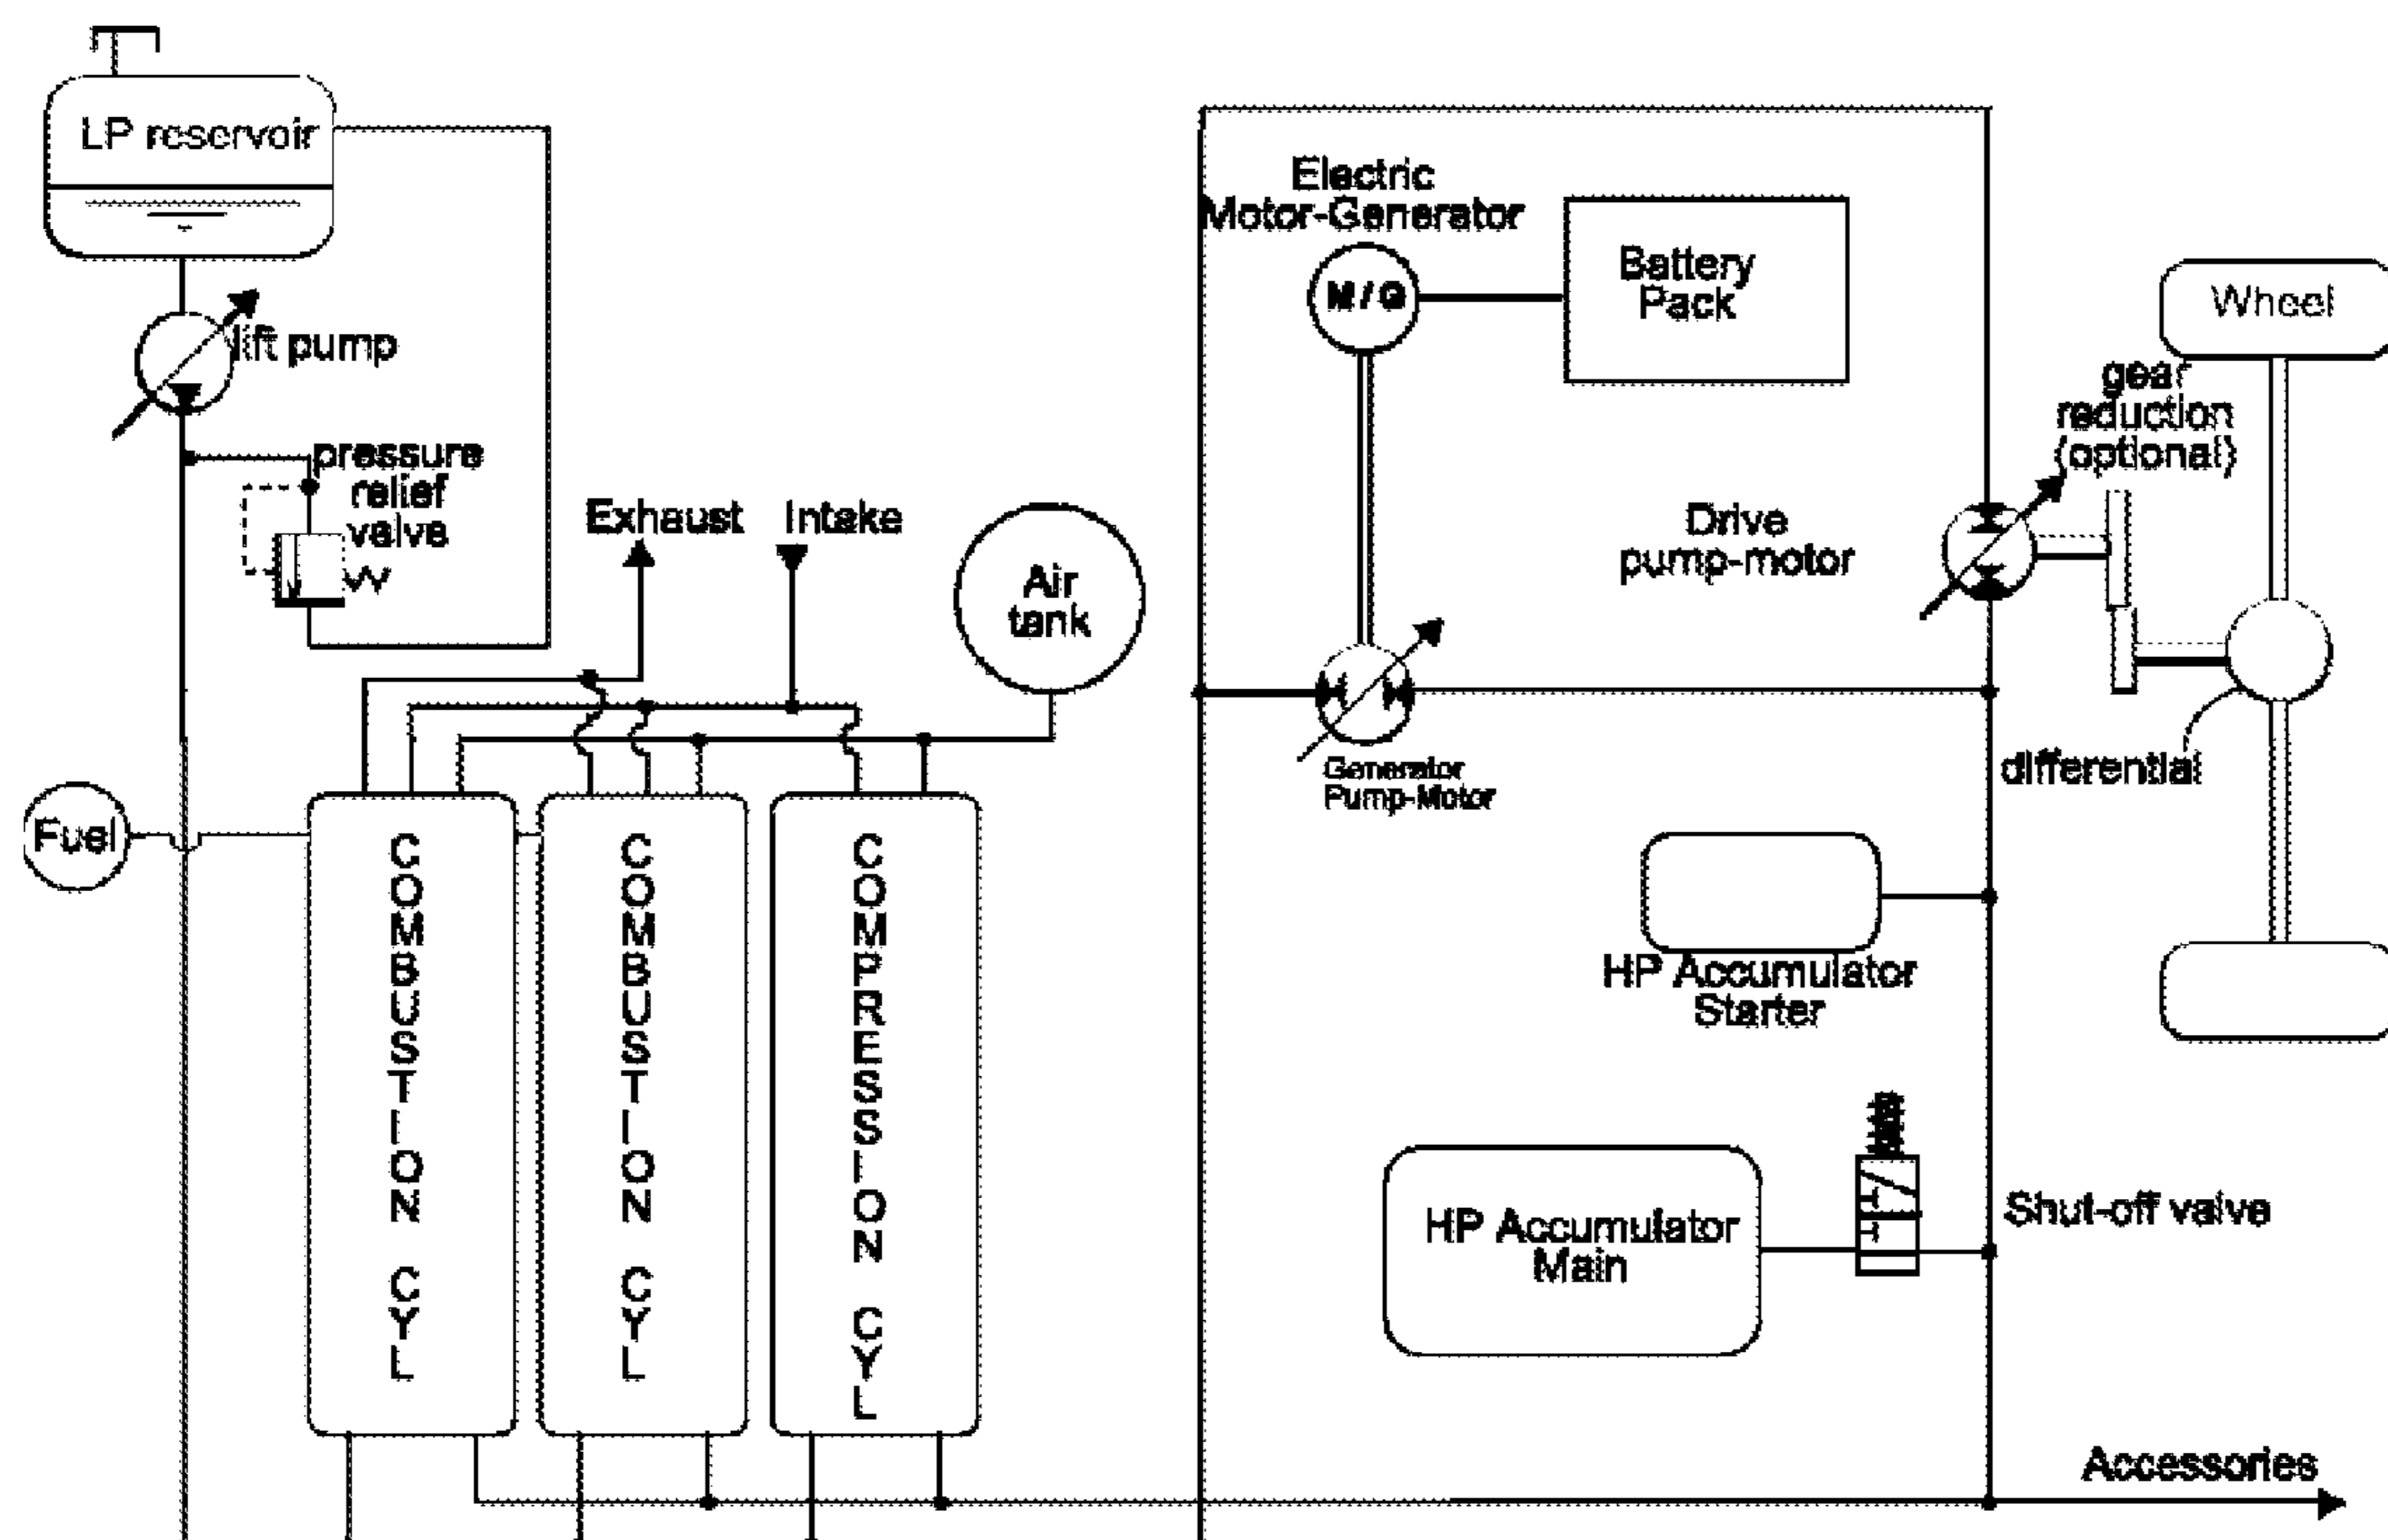 LP reservoir
lift pump
pressure
relief
valve
Exhaust
Intake
Air
tank
Fuel
COMBUSTION CYL
COMBUSTION CYL
COMPRESSION CYL
Electric
Motor-Generator
M / G
Battery
Pack
Generator
Pump-Motor
Drive
pump-motor
gear
reduction
(optional)
Wheel
differential
HP Accumulator
Starter
HP Accumulator
Main
Shut-off valve
Accessories